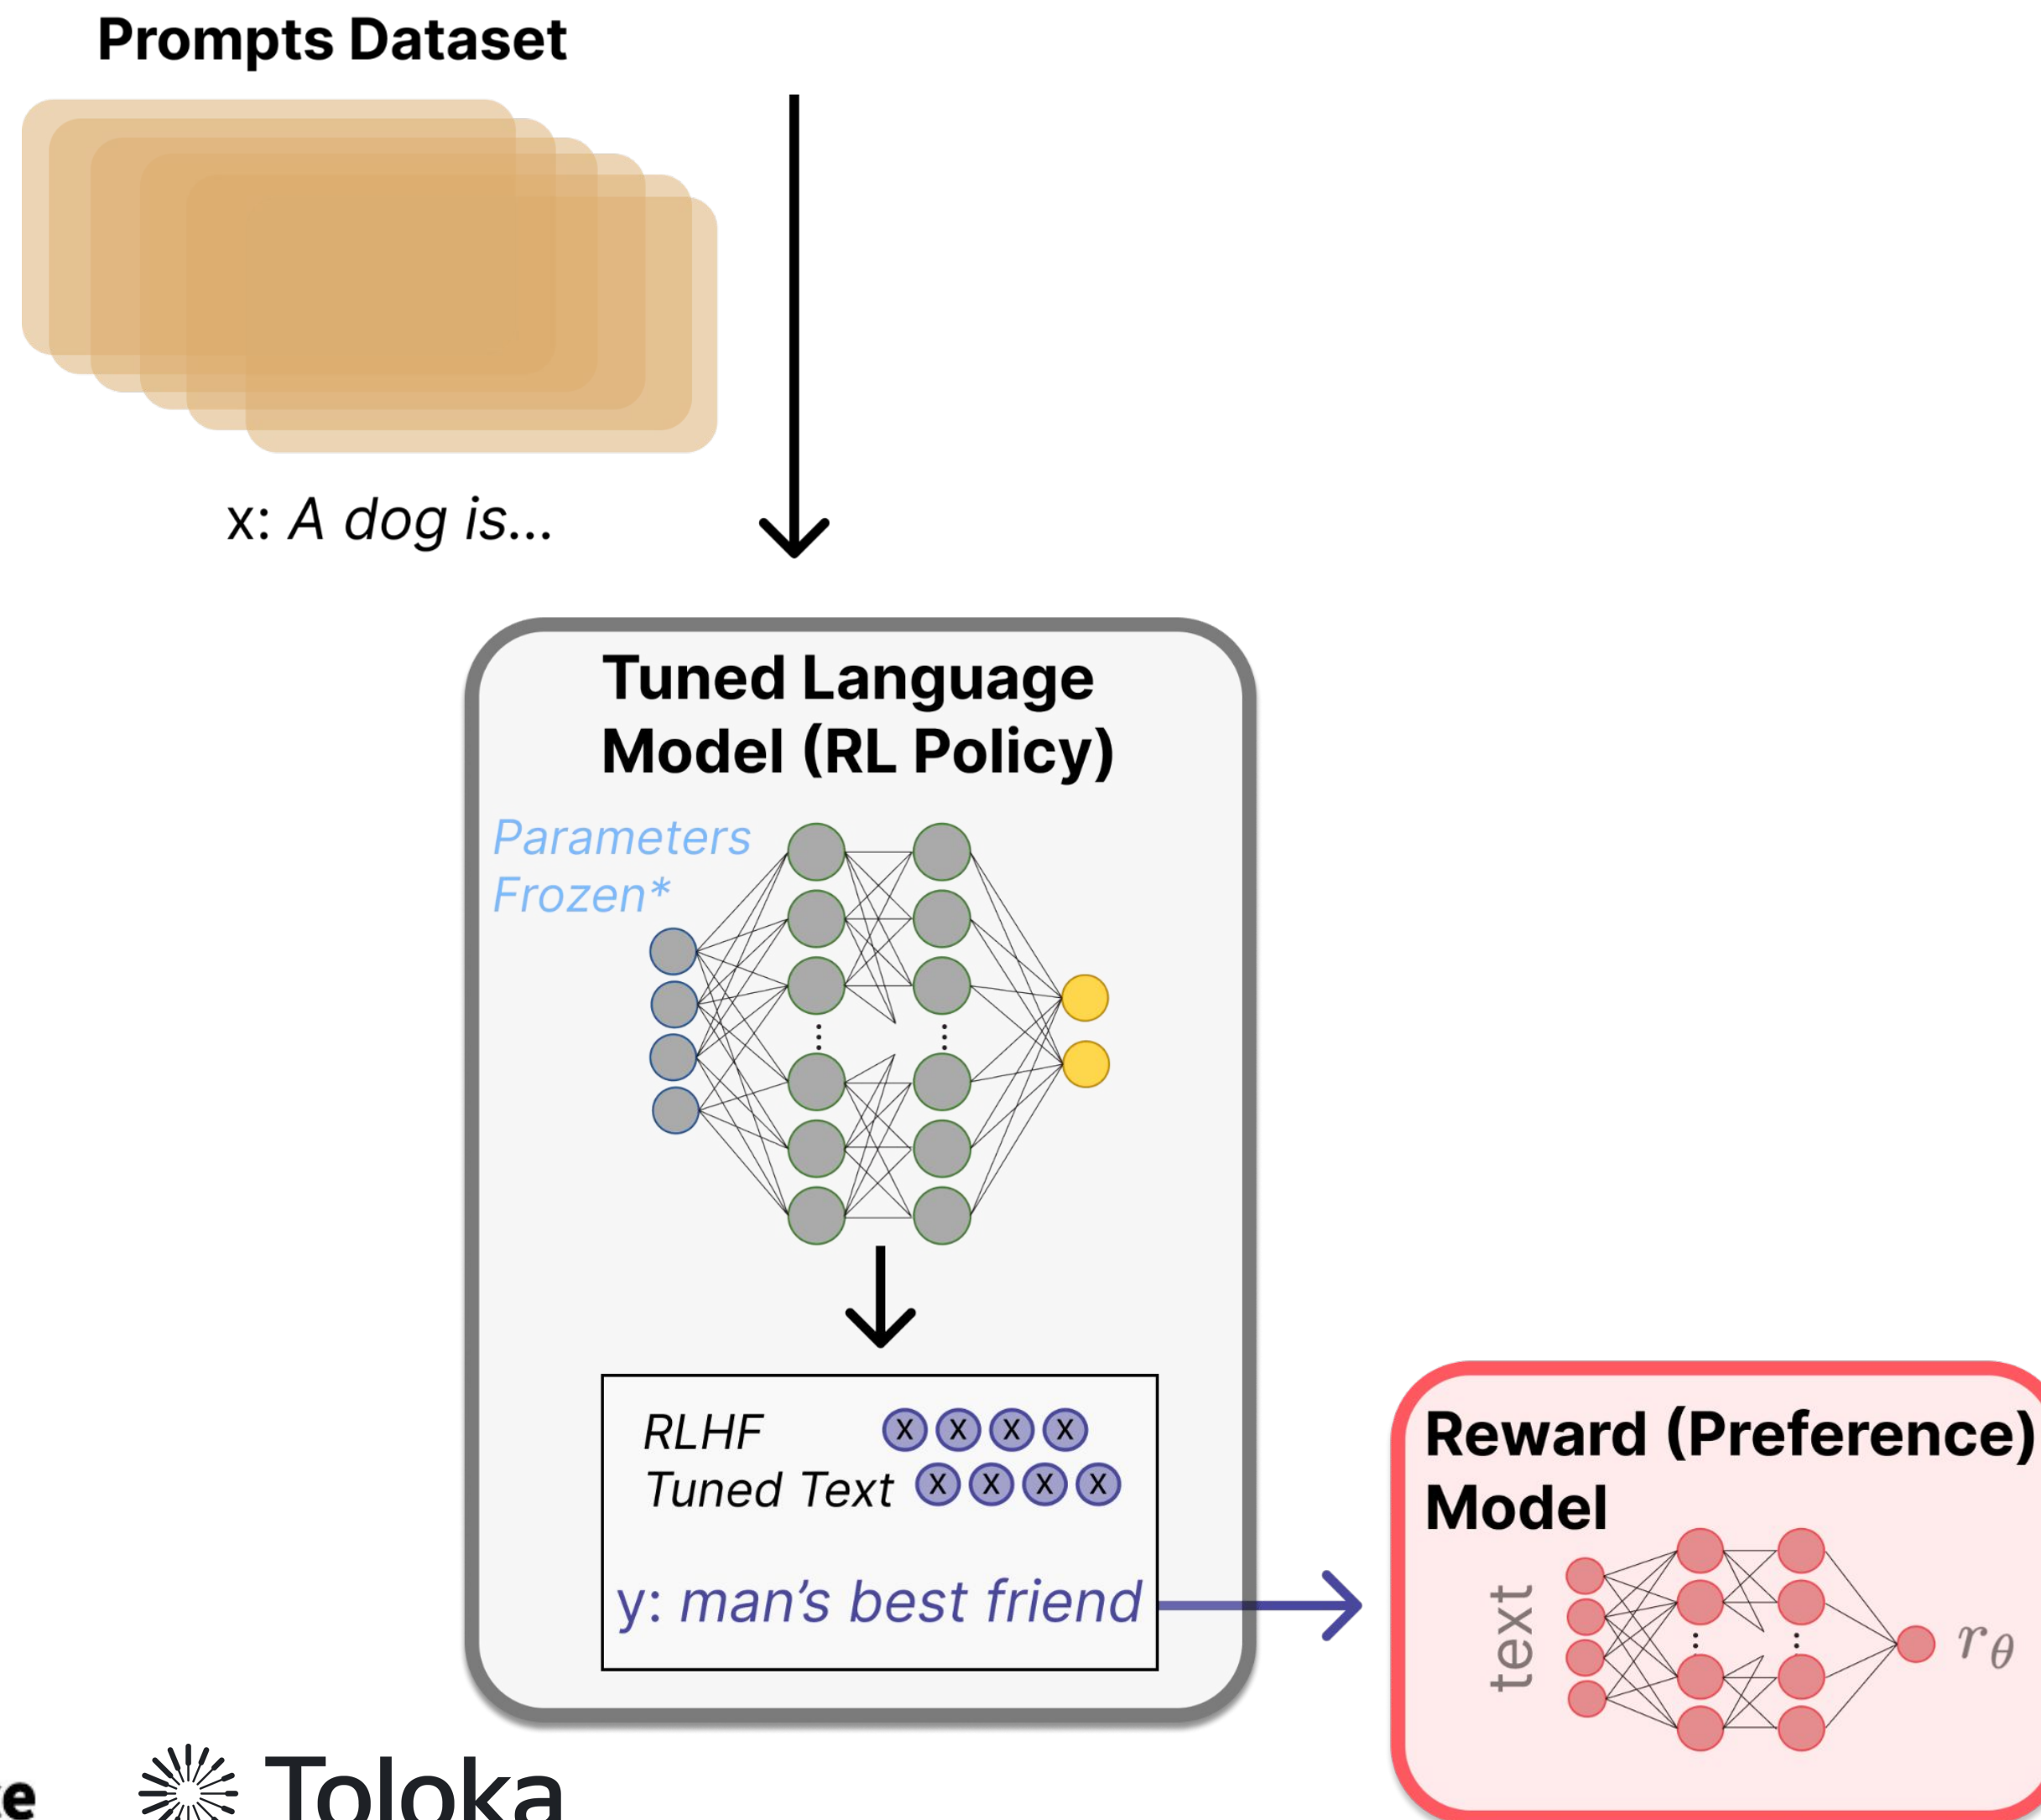 Prompts Dataset
x: A dog is...
Tuned Language
Model (RL Policy)
Parameters
Frozen*
RLHF
Tuned Text
x x x x
x x x x
y: man's best friend
Reward (Preference)
Model
text
rθ
Toloka